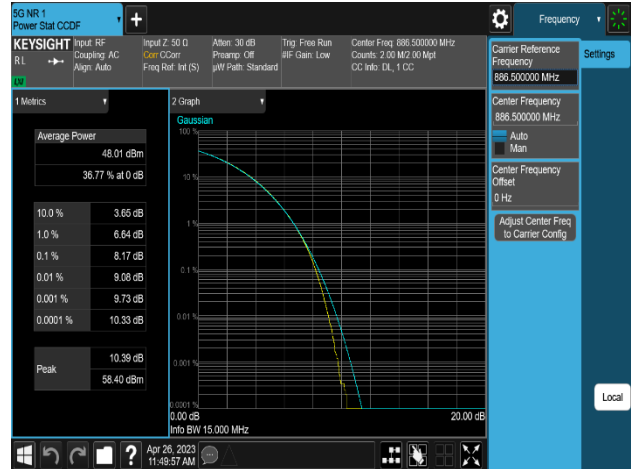 5G NR 1
Power Stat CCDF
Frequency
KEYSIGHT
Input: RF
Input Z: 50 Ω
Atten: 30 dB
Trig: Free Run
Center Freq: 886.500000 MHz
RL
Coupling: AC
Corr CCorr
Preamp: Off
#IF Gain: Low
Counts: 2.00 M/2.00 Mpt
Align: Auto
Freq Ref: Int (S)
µW Path: Standard
CC Info: DL, 1 CC
LXI
1 Metrics
2 Graph
Average Power
48.01 dBm
36.77 % at 0 dB
10.0 % 3.65 dB
1.0 % 6.64 dB
0.1 % 8.17 dB
0.01 % 9.08 dB
0.001 % 9.73 dB
0.0001 % 10.33 dB
Peak
10.39 dB
58.40 dBm
Gaussian
100 %
10 %
1 %
0.1 %
0.01 %
0.001 %
0.0001 %
0.00 dB
20.00 dB
Info BW 15.000 MHz
Carrier Reference
Frequency
886.500000 MHz
Center Frequency
886.500000 MHz
Auto
Man
Center Frequency
Offset
0 Hz
Adjust Center Freq
to Carrier Config
Settings
Local
?
Apr 26, 2023
11:49:57 AM